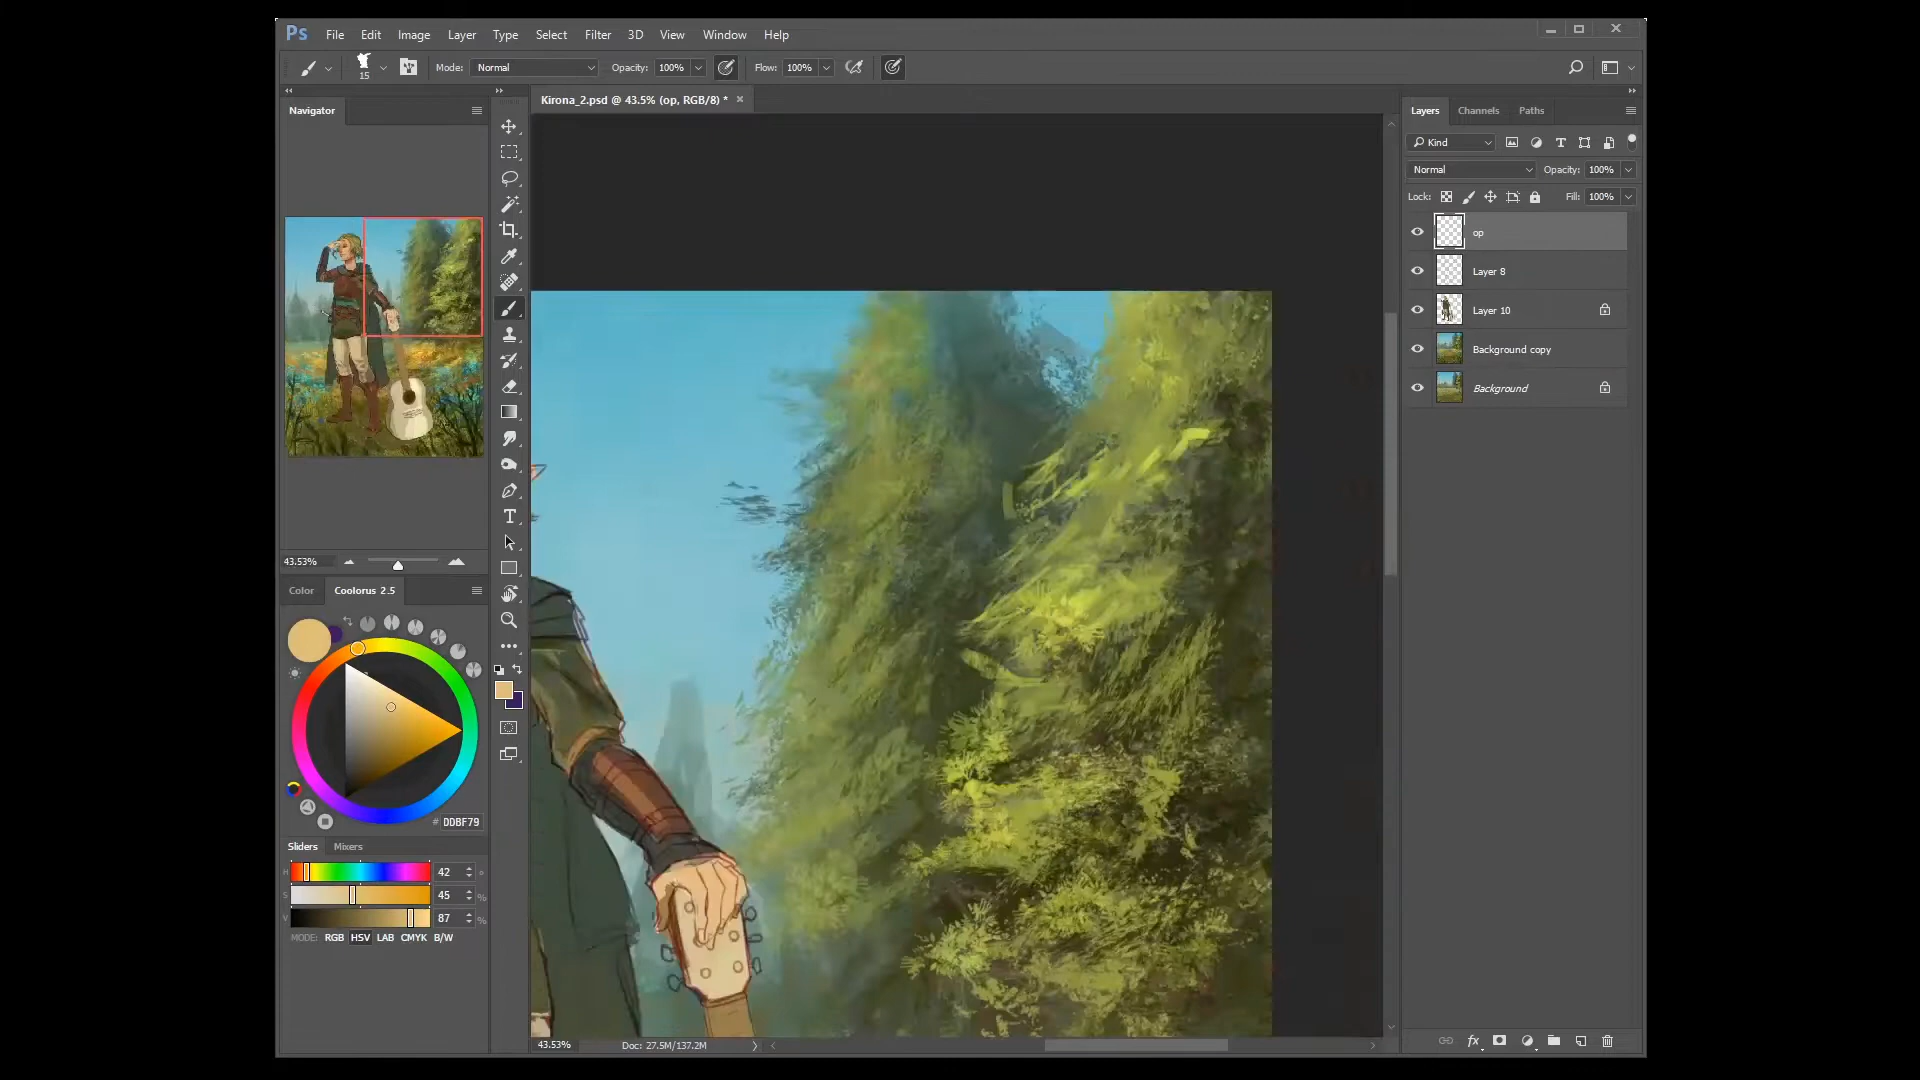 Ps File Edit Image Layer Type Select Filter 3D View Window Help
15 Mode: Normal Opacity: 100% Flow: 100%
Navigator
Kirona_2.psd @ 43.5% (op, RGB/8) *
Layers Channels Paths
Kind
Normal Opacity: 100%
Lock: Fill: 100%
op
Layer 8
Layer 10
Background copy
Background
43.53%
Color Coolorus 2.5
# DDBF79
Sliders Mixers
H 42 °
S 45 %
V 87 %
MODE: RGB HSV LAB CMYK B/W
43.53% Doc: 27.5M/137.2M